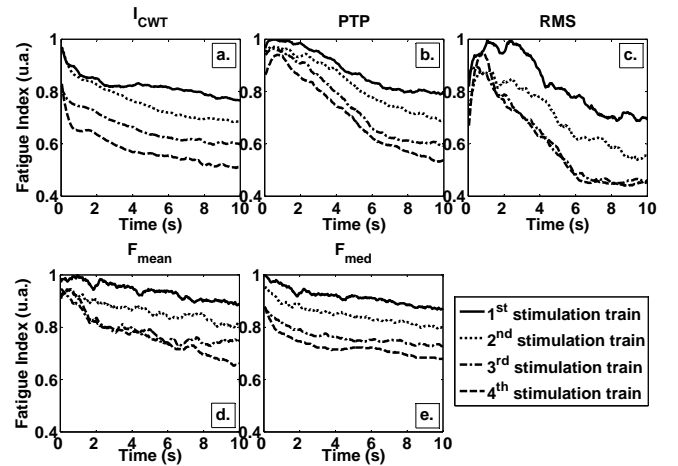 I_CWT PTP RMS
a. b. c.
Fatigue Index (u.a.)
1
0.8
0.6
0.4
0 2 4 6 8 10 0 2 4 6 8 10 0 2 4 6 8 10
Time (s) Time (s) Time (s)
F_mean F_med
Fatigue Index (u.a.)
1
0.8
0.6
0.4
d. e.
0 2 4 6 8 10 0 2 4 6 8 10
Time (s) Time (s)
1st stimulation train
2nd stimulation train
3rd stimulation train
4th stimulation train